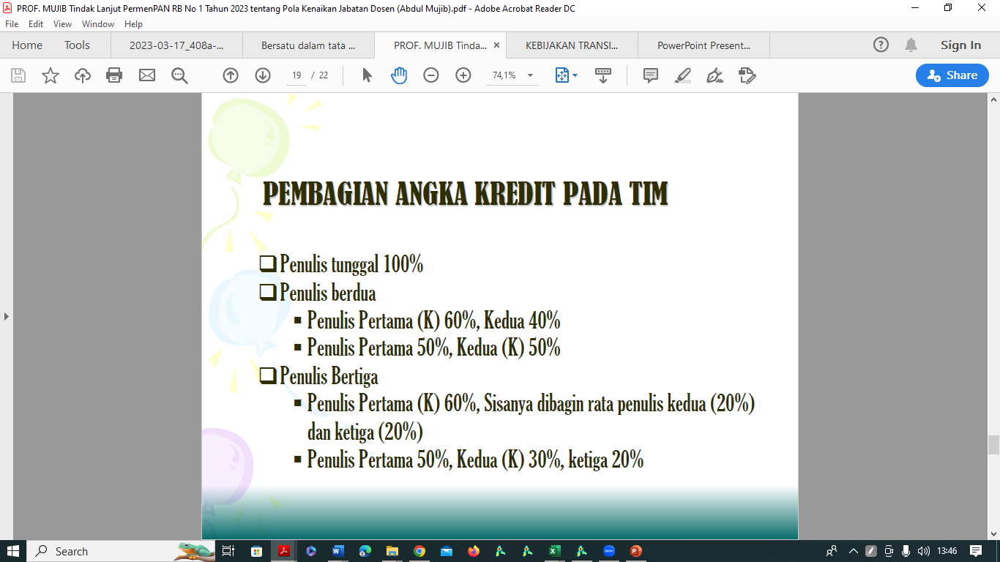 PROF. MUJIB Tindak Lanjut PermenPAN RB No 1 Tahun 2023 tentang Pola Kenaikan Jabatan Dosen (Abdul Mujib).pdf - Adobe Acrobat Reader DC
File Edit View Window Help
Home Tools 2023-03-17_408a-... Bersatu dalam tata ... PROF. MUJIB Tinda... × KEBIJAKAN TRANSI... PowerPoint Present... Sign In
19 / 22 74,1% Share
PEMBAGIAN ANGKA KREDIT PADA TIM
Penulis tunggal 100%
Penulis berdua
Penulis Pertama (K) 60%, Kedua 40%
Penulis Pertama 50%, Kedua (K) 50%
Penulis Bertiga
Penulis Pertama (K) 60%, Sisanya dibagin rata penulis kedua (20%)
dan ketiga (20%)
Penulis Pertama 50%, Kedua (K) 30%, ketiga 20%
Search 13:46